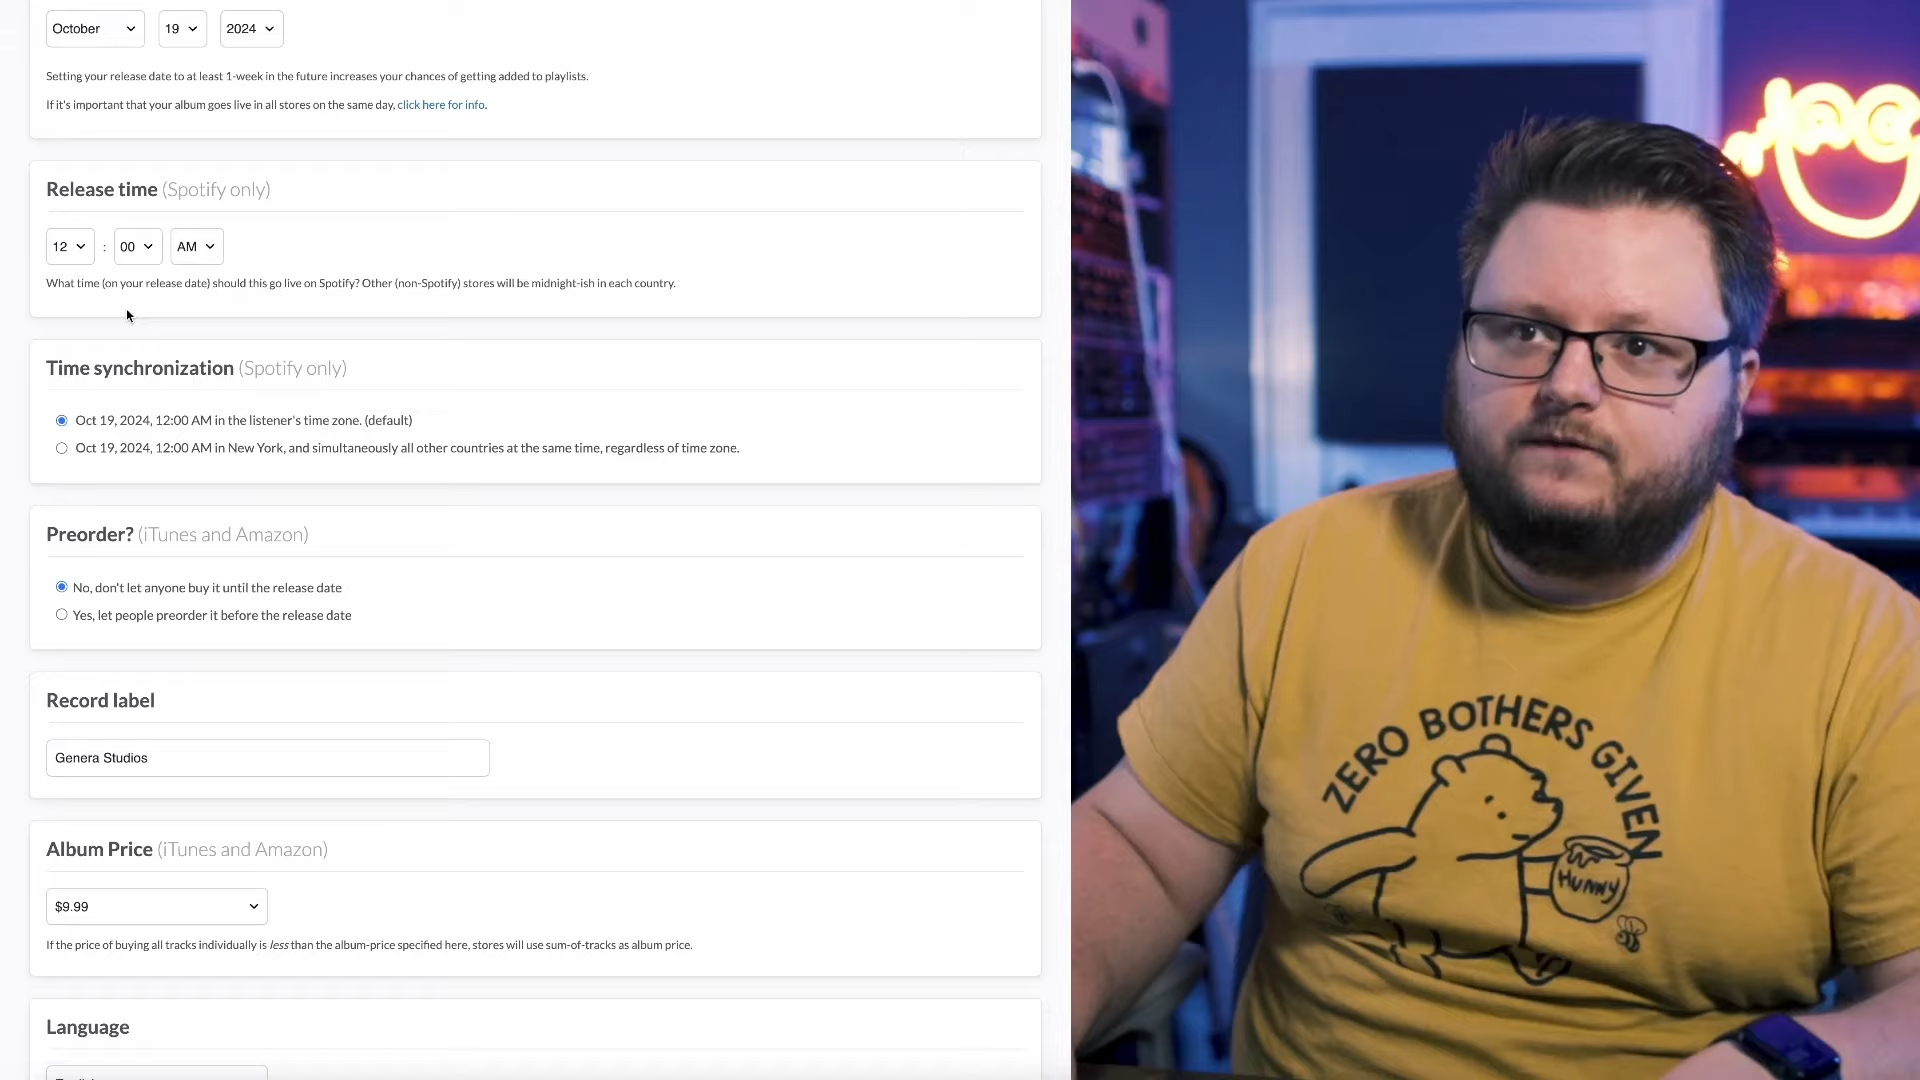 October 19 2024
Setting your release date to at least 1-week in the future increases your chances of getting added to playlists.
If it's important that your album goes live in all stores on the same day, click here for info.
Release time (Spotify only)
12 : 00 AM
What time (on your release date) should this go live on Spotify? Other (non-Spotify) stores will be midnight-ish in each country.
Time synchronization (Spotify only)
Oct 19, 2024, 12:00 AM in the listener's time zone. (default)
Oct 19, 2024, 12:00 AM in New York, and simultaneously all other countries at the same time, regardless of time zone.
Preorder? (iTunes and Amazon)
No, don't let anyone buy it until the release date
Yes, let people preorder it before the release date
Record label
Genera Studios
Album Price (iTunes and Amazon)
$9.99
If the price of buying all tracks individually is less than the album-price specified here, stores will use sum-of-tracks as album price.
Language
ZERO BOTHERS GIVEN
HUNNY